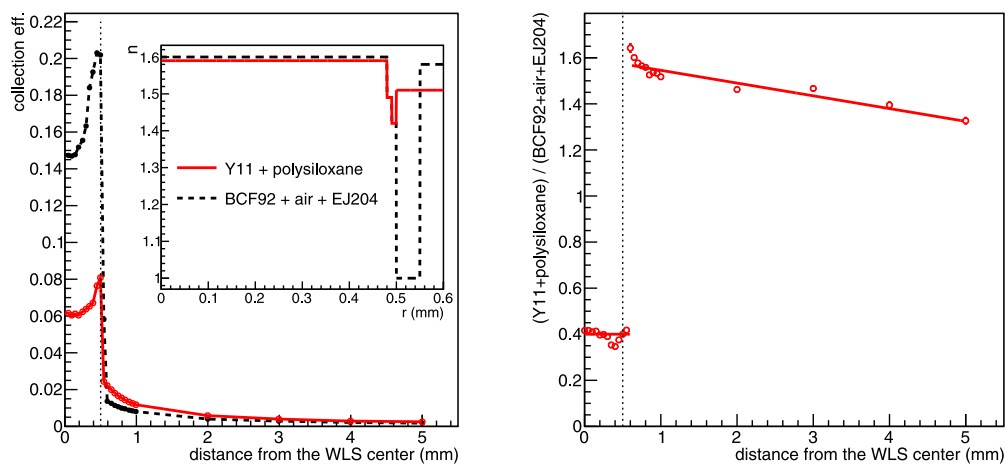 collection eff.
0.22
0.2
0.18
0.16
0.14
0.12
0.1
0.08
0.06
0.04
0.02
0
0 1 2 3 4 5
distance from the WLS center (mm)
n
1.6
1.5
1.4
1.3
1.2
1.1
1
0 0.1 0.2 0.3 0.4 0.5 0.6
r (mm)
Y11 + polysiloxane
BCF92 + air + EJ204
(Y11+polysiloxane) / (BCF92+air+EJ204)
1.6
1.4
1.2
1
0.8
0.6
0.4
0.2
0
0 1 2 3 4 5
distance from the WLS center (mm)